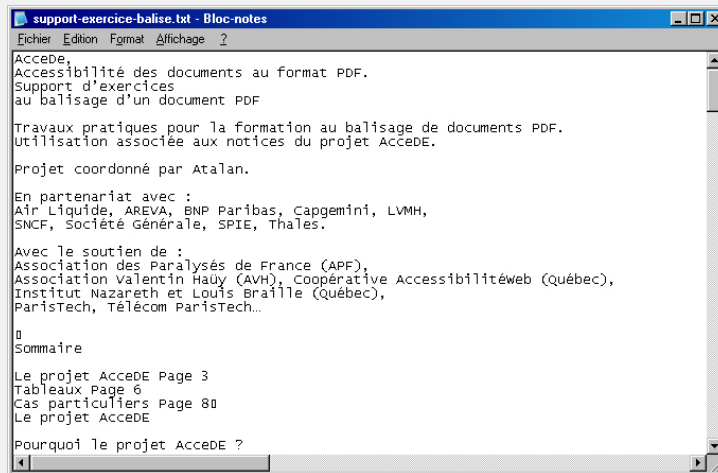 support-exercice-balise.txt - Bloc-notes
Fichier Edition Format Affichage ?
AcceDe,
Accessibilité des documents au format PDF.
Support d'exercices
au balisage d'un document PDF
Travaux pratiques pour la formation au balisage de documents PDF.
Utilisation associée aux notices du projet AcceDE.
Projet coordonné par Atalan.
En partenariat avec :
Air Liquide, AREVA, BNP Paribas, Capgemini, LVMH,
SNCF, Société Générale, SPIE, Thales.
Avec le soutien de :
Association des Paralysés de France (APF),
Association Valentin Haüy (AVH), Coopérative AccessibilitéWeb (Québec),
Institut Nazareth et Louis Braille (Québec),
ParisTech, Télécom ParisTech…
▯
Sommaire
Le projet AcceDE Page 3
Tableaux Page 6
Cas particuliers Page 8▯
Le projet AcceDE
Pourquoi le projet AcceDE ?